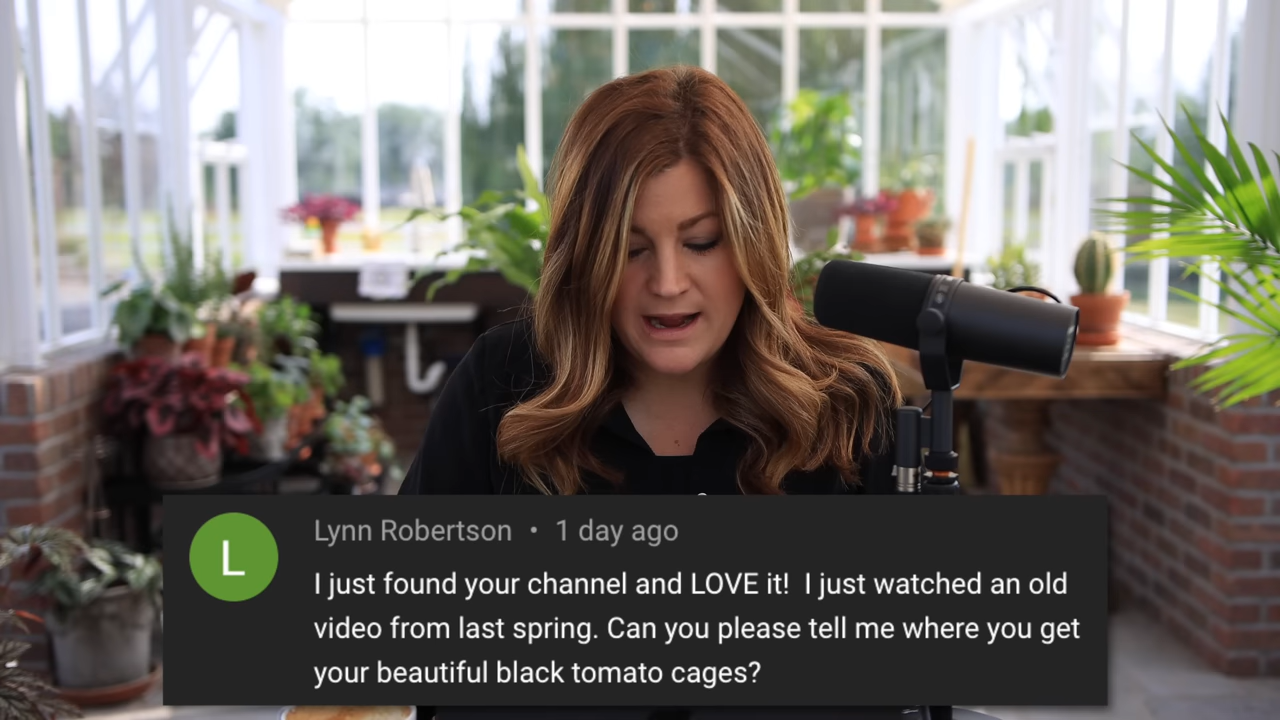 L
Lynn Robertson • 1 day ago
I just found your channel and LOVE it!  I just watched an old
video from last spring. Can you please tell me where you get
your beautiful black tomato cages?